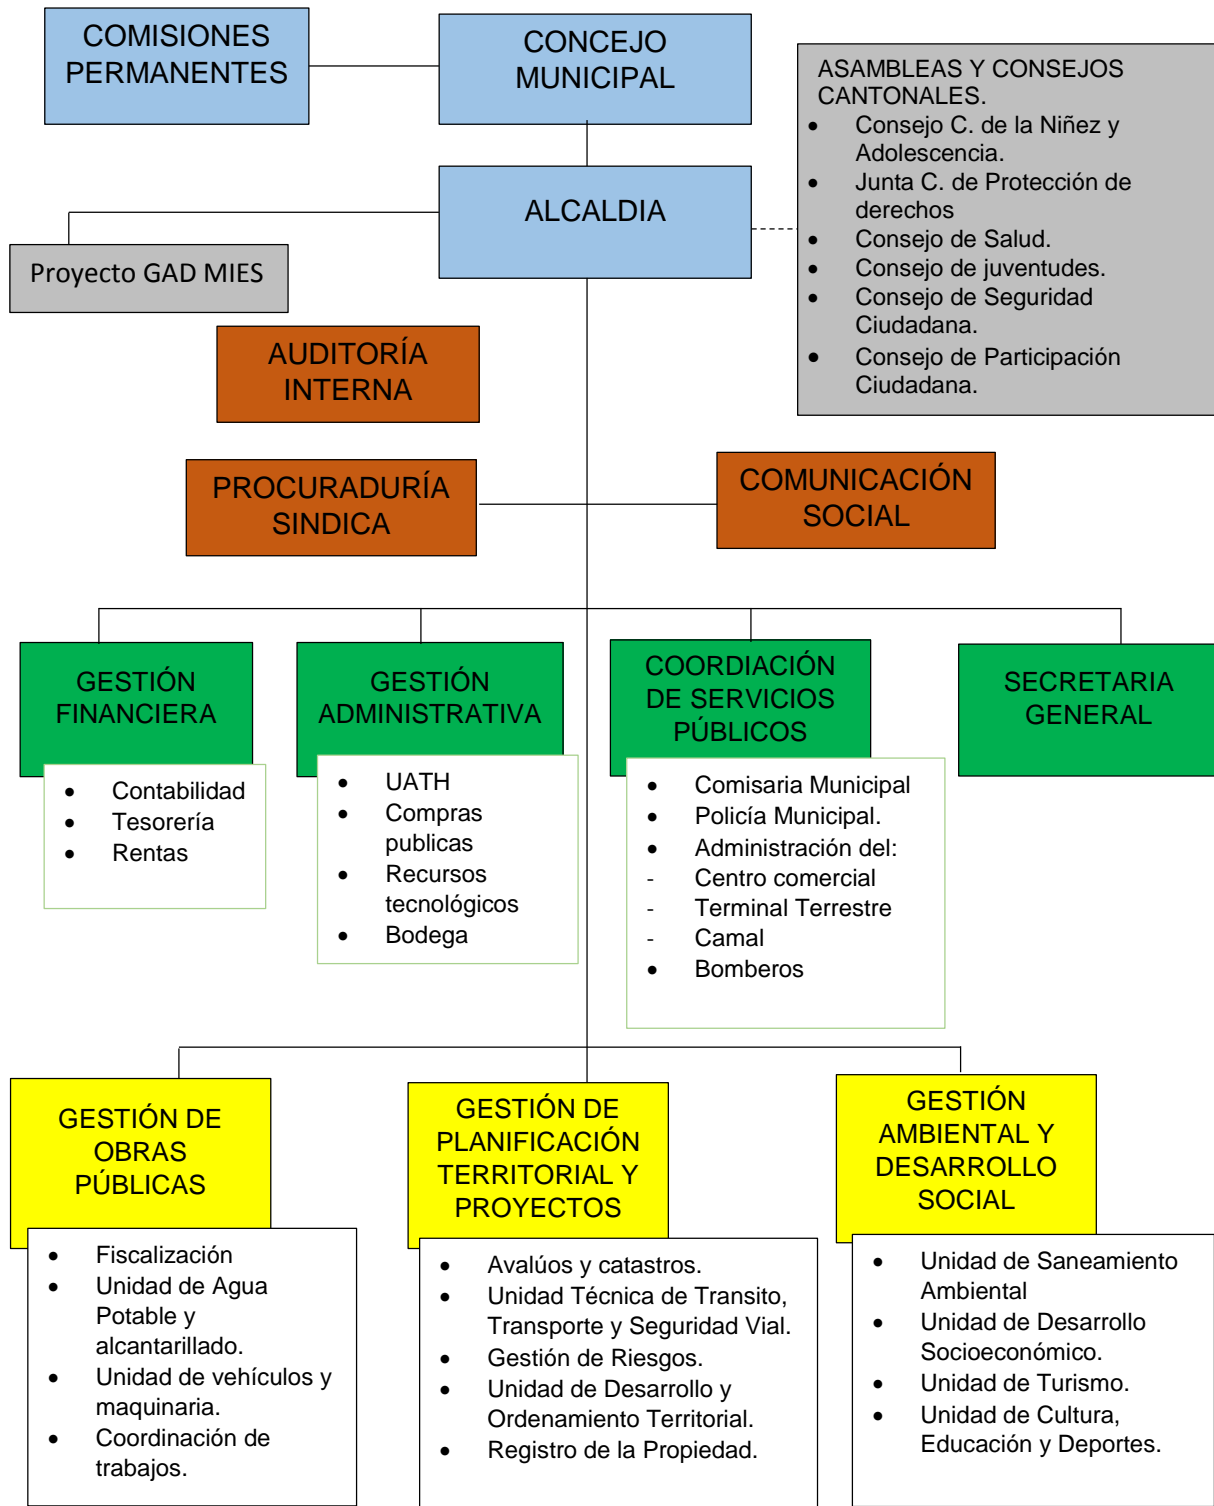 COMISIONES
PERMANENTES
CONCEJO
MUNICIPAL
ASAMBLEAS Y CONSEJOS
CANTONALES.
• Consejo C. de la Niñez y
Adolescencia.
• Junta C. de Protección de
derechos
• Consejo de Salud.
• Consejo de juventudes.
• Consejo de Seguridad
Ciudadana.
• Consejo de Participación
Ciudadana.
ALCALDIA
Proyecto GAD MIES
AUDITORÍA
INTERNA
PROCURADURÍA
SINDICA
COMUNICACIÓN
SOCIAL
GESTIÓN
FINANCIERA
• Contabilidad
• Tesorería
• Rentas
GESTIÓN
ADMINISTRATIVA
• UATH
• Compras
publicas
• Recursos
tecnológicos
• Bodega
COORDIACIÓN
DE SERVICIOS
PÚBLICOS
• Comisaria Municipal
• Policía Municipal.
• Administración del:
- Centro comercial
- Terminal Terrestre
- Camal
• Bomberos
SECRETARIA
GENERAL
GESTIÓN DE
OBRAS
PÚBLICAS
• Fiscalización
• Unidad de Agua
Potable y
alcantarillado.
• Unidad de vehículos y
maquinaria.
• Coordinación de
trabajos.
GESTIÓN DE
PLANIFICACIÓN
TERRITORIAL Y
PROYECTOS
• Avalúos y catastros.
• Unidad Técnica de Transito,
Transporte y Seguridad Vial.
• Gestión de Riesgos.
• Unidad de Desarrollo y
Ordenamiento Territorial.
• Registro de la Propiedad.
GESTIÓN
AMBIENTAL Y
DESARROLLO
SOCIAL
• Unidad de Saneamiento
Ambiental
• Unidad de Desarrollo
Socioeconómico.
• Unidad de Turismo.
• Unidad de Cultura,
Educación y Deportes.